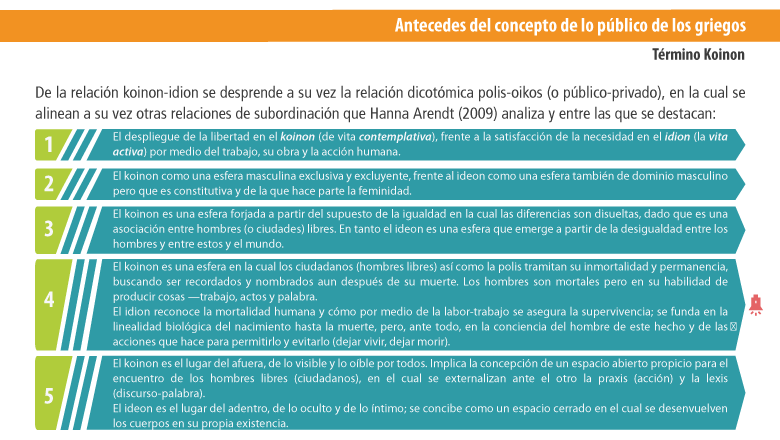 Antecedes del concepto de lo público de los griegos
Término Koinon
De la relación koinon-idion se desprende a su vez la relación dicotómica polis-oikos (o público-privado), en la cual se
alinean a su vez otras relaciones de subordinación que Hanna Arendt (2009) analiza y entre las que se destacan:
1
El despliegue de la libertad en el koinon (de vita contemplativa), frente a la satisfacción de la necesidad en el idion (la vita
activa) por medio del trabajo, su obra y la acción humana.
2
El koinon como una esfera masculina exclusiva y excluyente, frente al ideon como una esfera también de dominio masculino
pero que es constitutiva y de la que hace parte la feminidad.
3
El koinon es una esfera forjada a partir del supuesto de la igualdad en la cual las diferencias son disueltas, dado que es una
asociación entre hombres (o ciudades) libres. En tanto el ideon es una esfera que emerge a partir de la desigualdad entre los
hombres y entre estos y el mundo.
4
El koinon es una esfera en la cual los ciudadanos (hombres libres) así como la polis tramitan su inmortalidad y permanencia,
buscando ser recordados y nombrados aun después de su muerte. Los hombres son mortales pero en su habilidad de
producir cosas —trabajo, actos y palabra.
El idion reconoce la mortalidad humana y cómo por medio de la labor-trabajo se asegura la supervivencia; se funda en la
linealidad biológica del nacimiento hasta la muerte, pero, ante todo, en la conciencia del hombre de este hecho y de las
acciones que hace para permitirlo y evitarlo (dejar vivir, dejar morir).
5
El koinon es el lugar del afuera, de lo visible y lo oíble por todos. Implica la concepción de un espacio abierto propicio para el
encuentro de los hombres libres (ciudadanos), en el cual se externalizan ante el otro la praxis (acción) y la lexis
(discurso-palabra).
El ideon es el lugar del adentro, de lo oculto y de lo íntimo; se concibe como un espacio cerrado en el cual se desenvuelven
los cuerpos en su propia existencia.